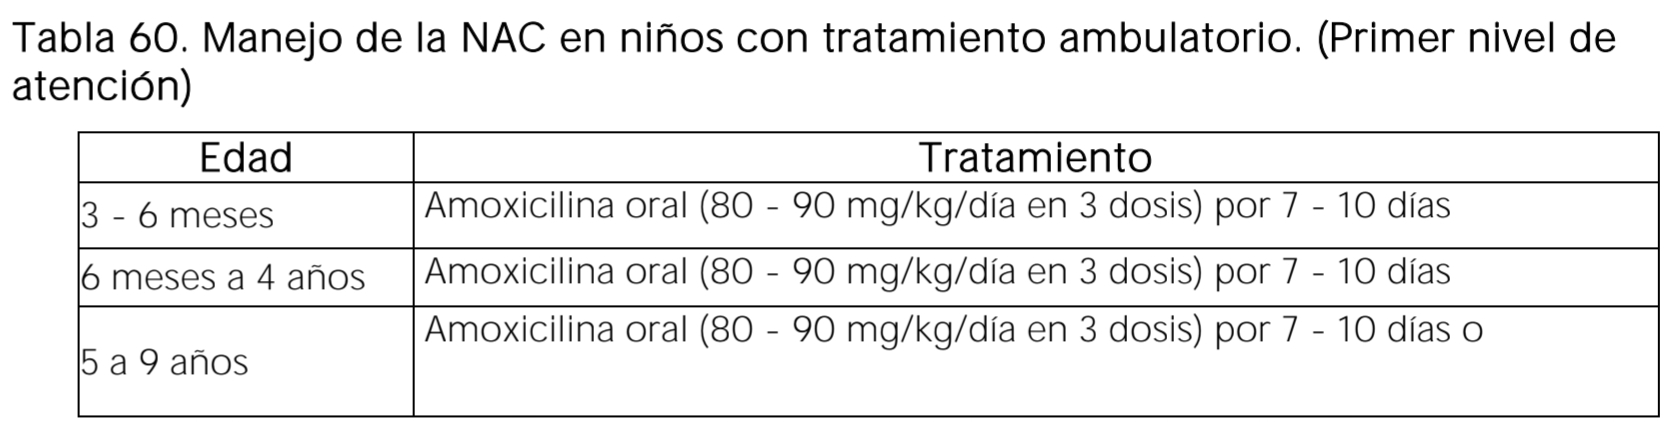 Tabla 60. Manejo de la NAC en niños con tratamiento ambulatorio. (Primer nivel de
atención)
Edad Tratamiento
3 - 6 meses Amoxicilina oral (80 - 90 mg/kg/día en 3 dosis) por 7 - 10 días
6 meses a 4 años Amoxicilina oral (80 - 90 mg/kg/día en 3 dosis) por 7 - 10 días
5 a 9 años Amoxicilina oral (80 - 90 mg/kg/día en 3 dosis) por 7 - 10 días o